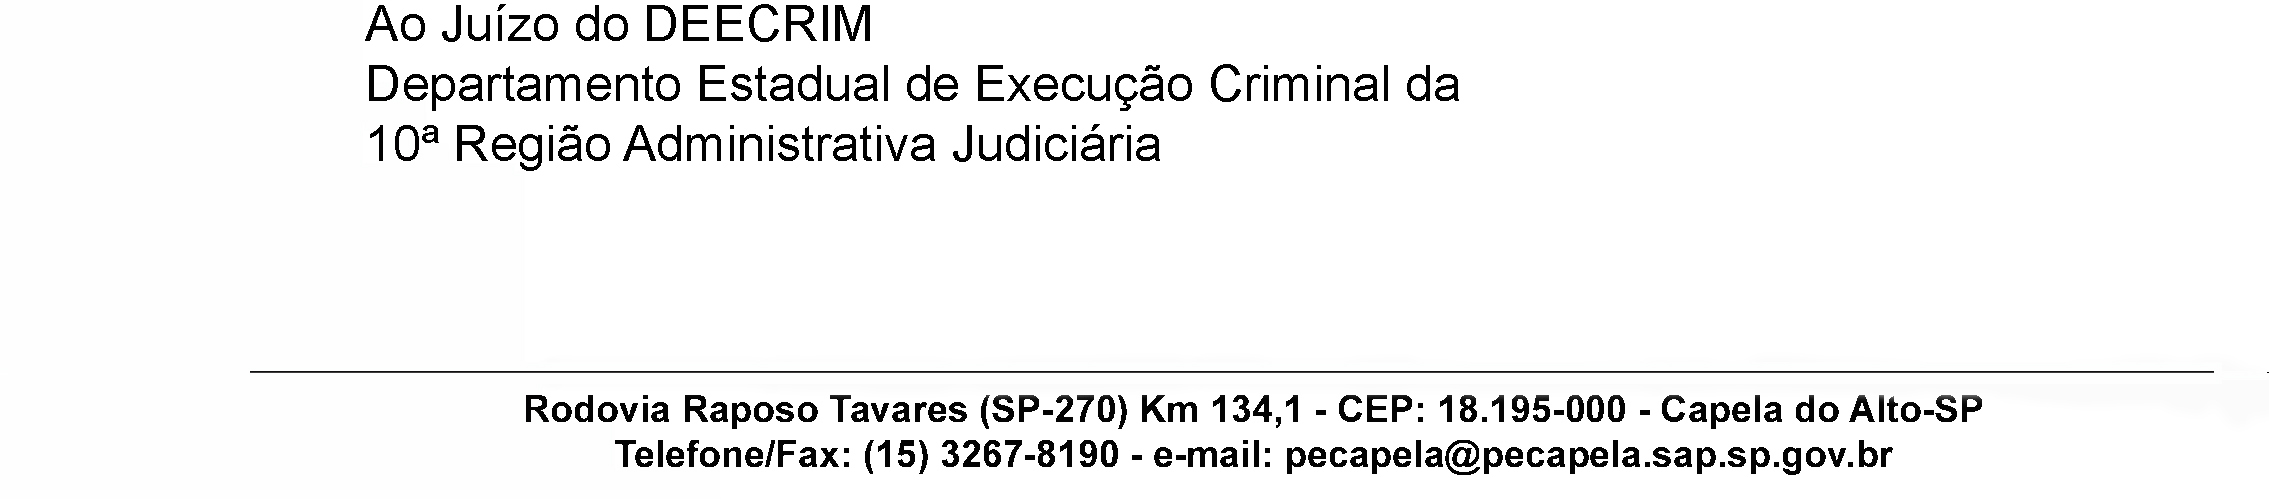 Ao Juízo do DEECRIM
Departamento Estadual de Execução Criminal da
10ª Região Administrativa Judiciária
Rodovia Raposo Tavares (SP-270) Km 134,1 - CEP: 18.195-000 - Capela do Alto-SP
Telefone/Fax: (15) 3267-8190 - e-mail: pecapela@pecapela.sap.sp.gov.br